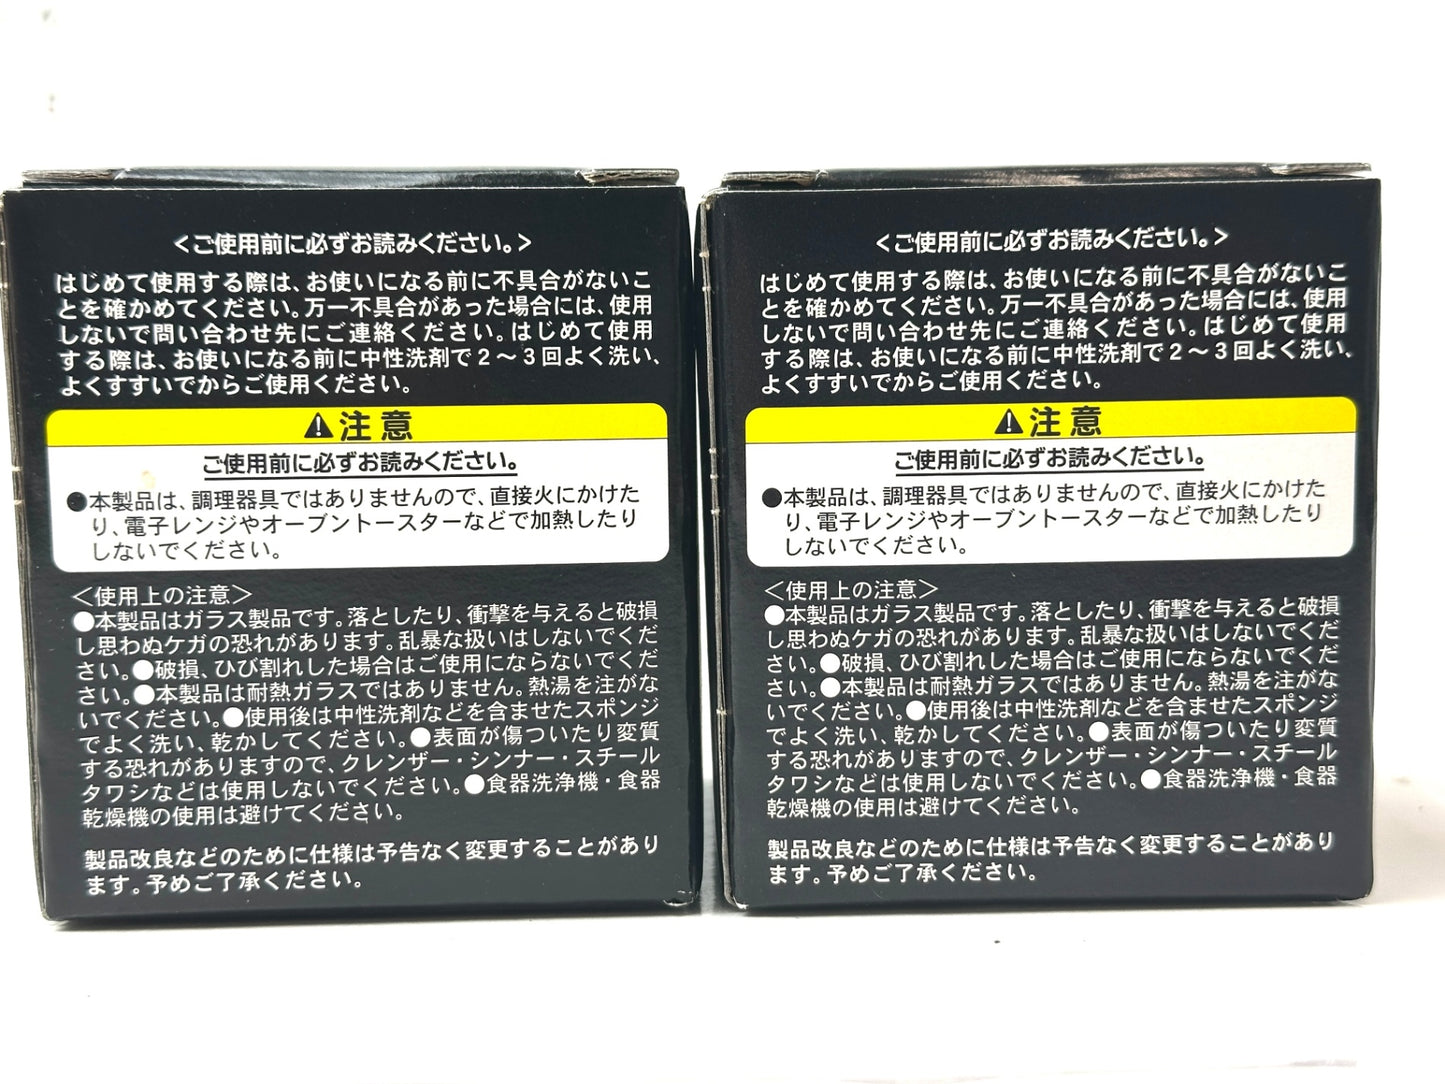 <ご使用前に必ずお読みください。>
はじめて使用する際は、お使いになる前に不具合がないこ
とを確かめてください。万一不具合があった場合には、使用
しないで問い合わせ先にご連絡ください。はじめて使用
する際は、お使いになる前に中性洗剤で2～3回よく洗い、
よくすすいでからご使用ください。
⚠注意
ご使用前に必ずお読みください。
●本製品は、調理器具ではありませんので、直接火にかけた
り、電子レンジやオーブントースターなどで加熱したり
しないでください。
<使用上の注意>
●本製品はガラス製品です。落としたり、衝撃を与えると破損
し思わぬケガの恐れがあります。乱暴な扱いはしないでくだ
さい。●破損、ひび割れした場合はご使用にならないでくだ
さい。●本製品は耐熱ガラスではありません。熱湯を注がな
いでください。●使用後は中性洗剤などを含ませたスポンジ
でよく洗い、乾かしてください。●表面が傷ついたり変質
する恐れがありますので、クレンザー・シンナー・スチール
タワシなどは使用しないでください。●食器洗浄機・食器
乾燥機の使用は避けてください。
製品改良などのために仕様は予告なく変更することがあり
ます。予めご了承ください。
<ご使用前に必ずお読みください。>
はじめて使用する際は、お使いになる前に不具合がないこ
とを確かめてください。万一不具合があった場合には、使用
しないで問い合わせ先にご連絡ください。はじめて使用
する際は、お使いになる前に中性洗剤で2～3回よく洗い、
よくすすいでからご使用ください。
⚠注意
ご使用前に必ずお読みください。
●本製品は、調理器具ではありませんので、直接火にかけた
り、電子レンジやオーブントースターなどで加熱したり
しないでください。
<使用上の注意>
●本製品はガラス製品です。落としたり、衝撃を与えると破損
し思わぬケガの恐れがあります。乱暴な扱いはしないでくだ
さい。●破損、ひび割れした場合はご使用にならないでくだ
さい。●本製品は耐熱ガラスではありません。熱湯を注がな
いでください。●使用後は中性洗剤などを含ませたスポンジ
でよく洗い、乾かしてください。●表面が傷ついたり変質
する恐れがありますので、クレンザー・シンナー・スチール
タワシなどは使用しないでください。●食器洗浄機・食器
乾燥機の使用は避けてください。
製品改良などのために仕様は予告なく変更することがあり
ます。予めご了承ください。